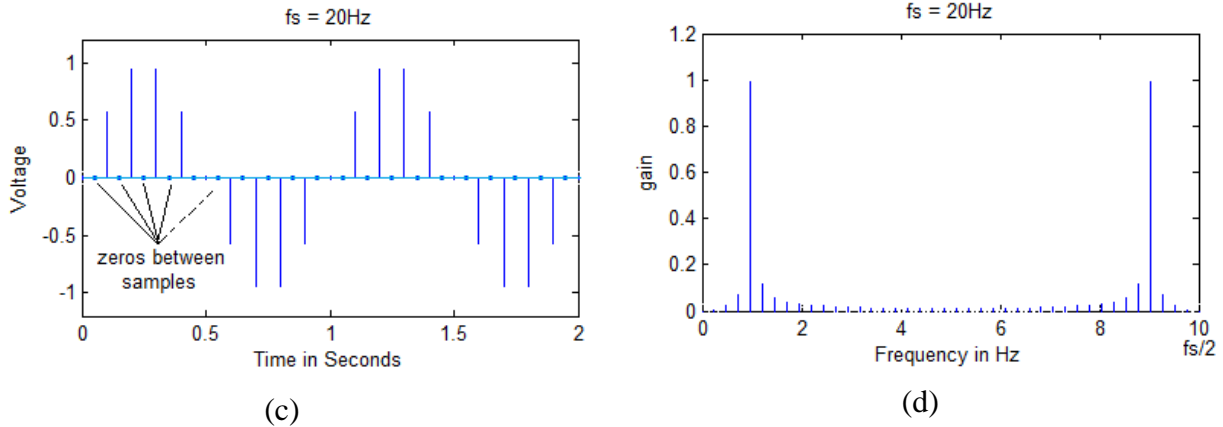 fs = 20Hz
1
0.5
0
-0.5
-1
Voltage
zeros between
samples
0 0.5 1 1.5 2
Time in Seconds
(c)
fs = 20Hz
1.2
1
0.8
0.6
0.4
0.2
0
gain
0 2 4 6 8 10
Frequency in Hz
fs/2
(d)